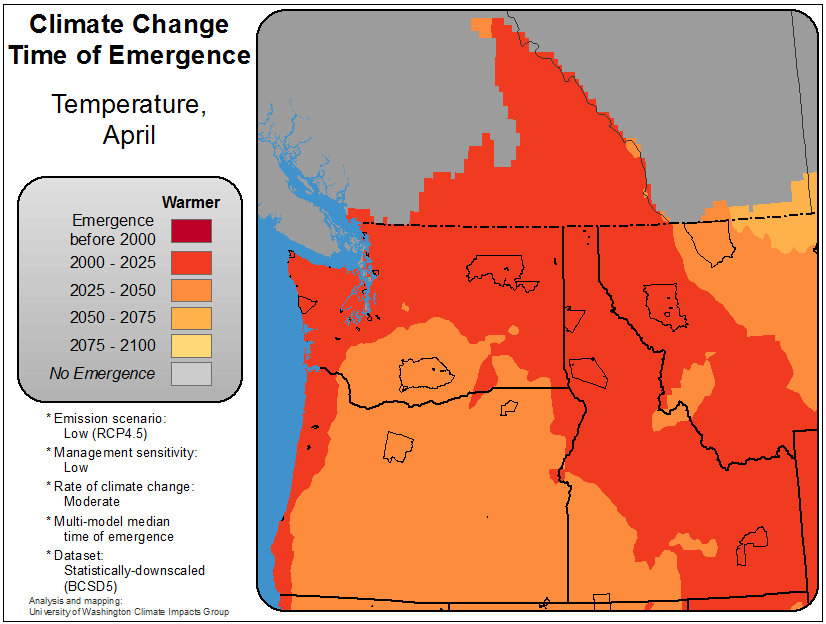 Climate Change
Time of Emergence
Temperature,
April
Warmer
Emergence
before 2000
2000 - 2025
2025 - 2050
2050 - 2075
2075 - 2100
No Emergence
* Emission scenario:
Low (RCP4.5)
* Management sensitivity:
Low
* Rate of climate change:
Moderate
* Multi-model median
time of emergence
* Dataset:
Statistically-downscaled
(BCSD5)
Analysis and mapping:
University of Washington Climate Impacts Group